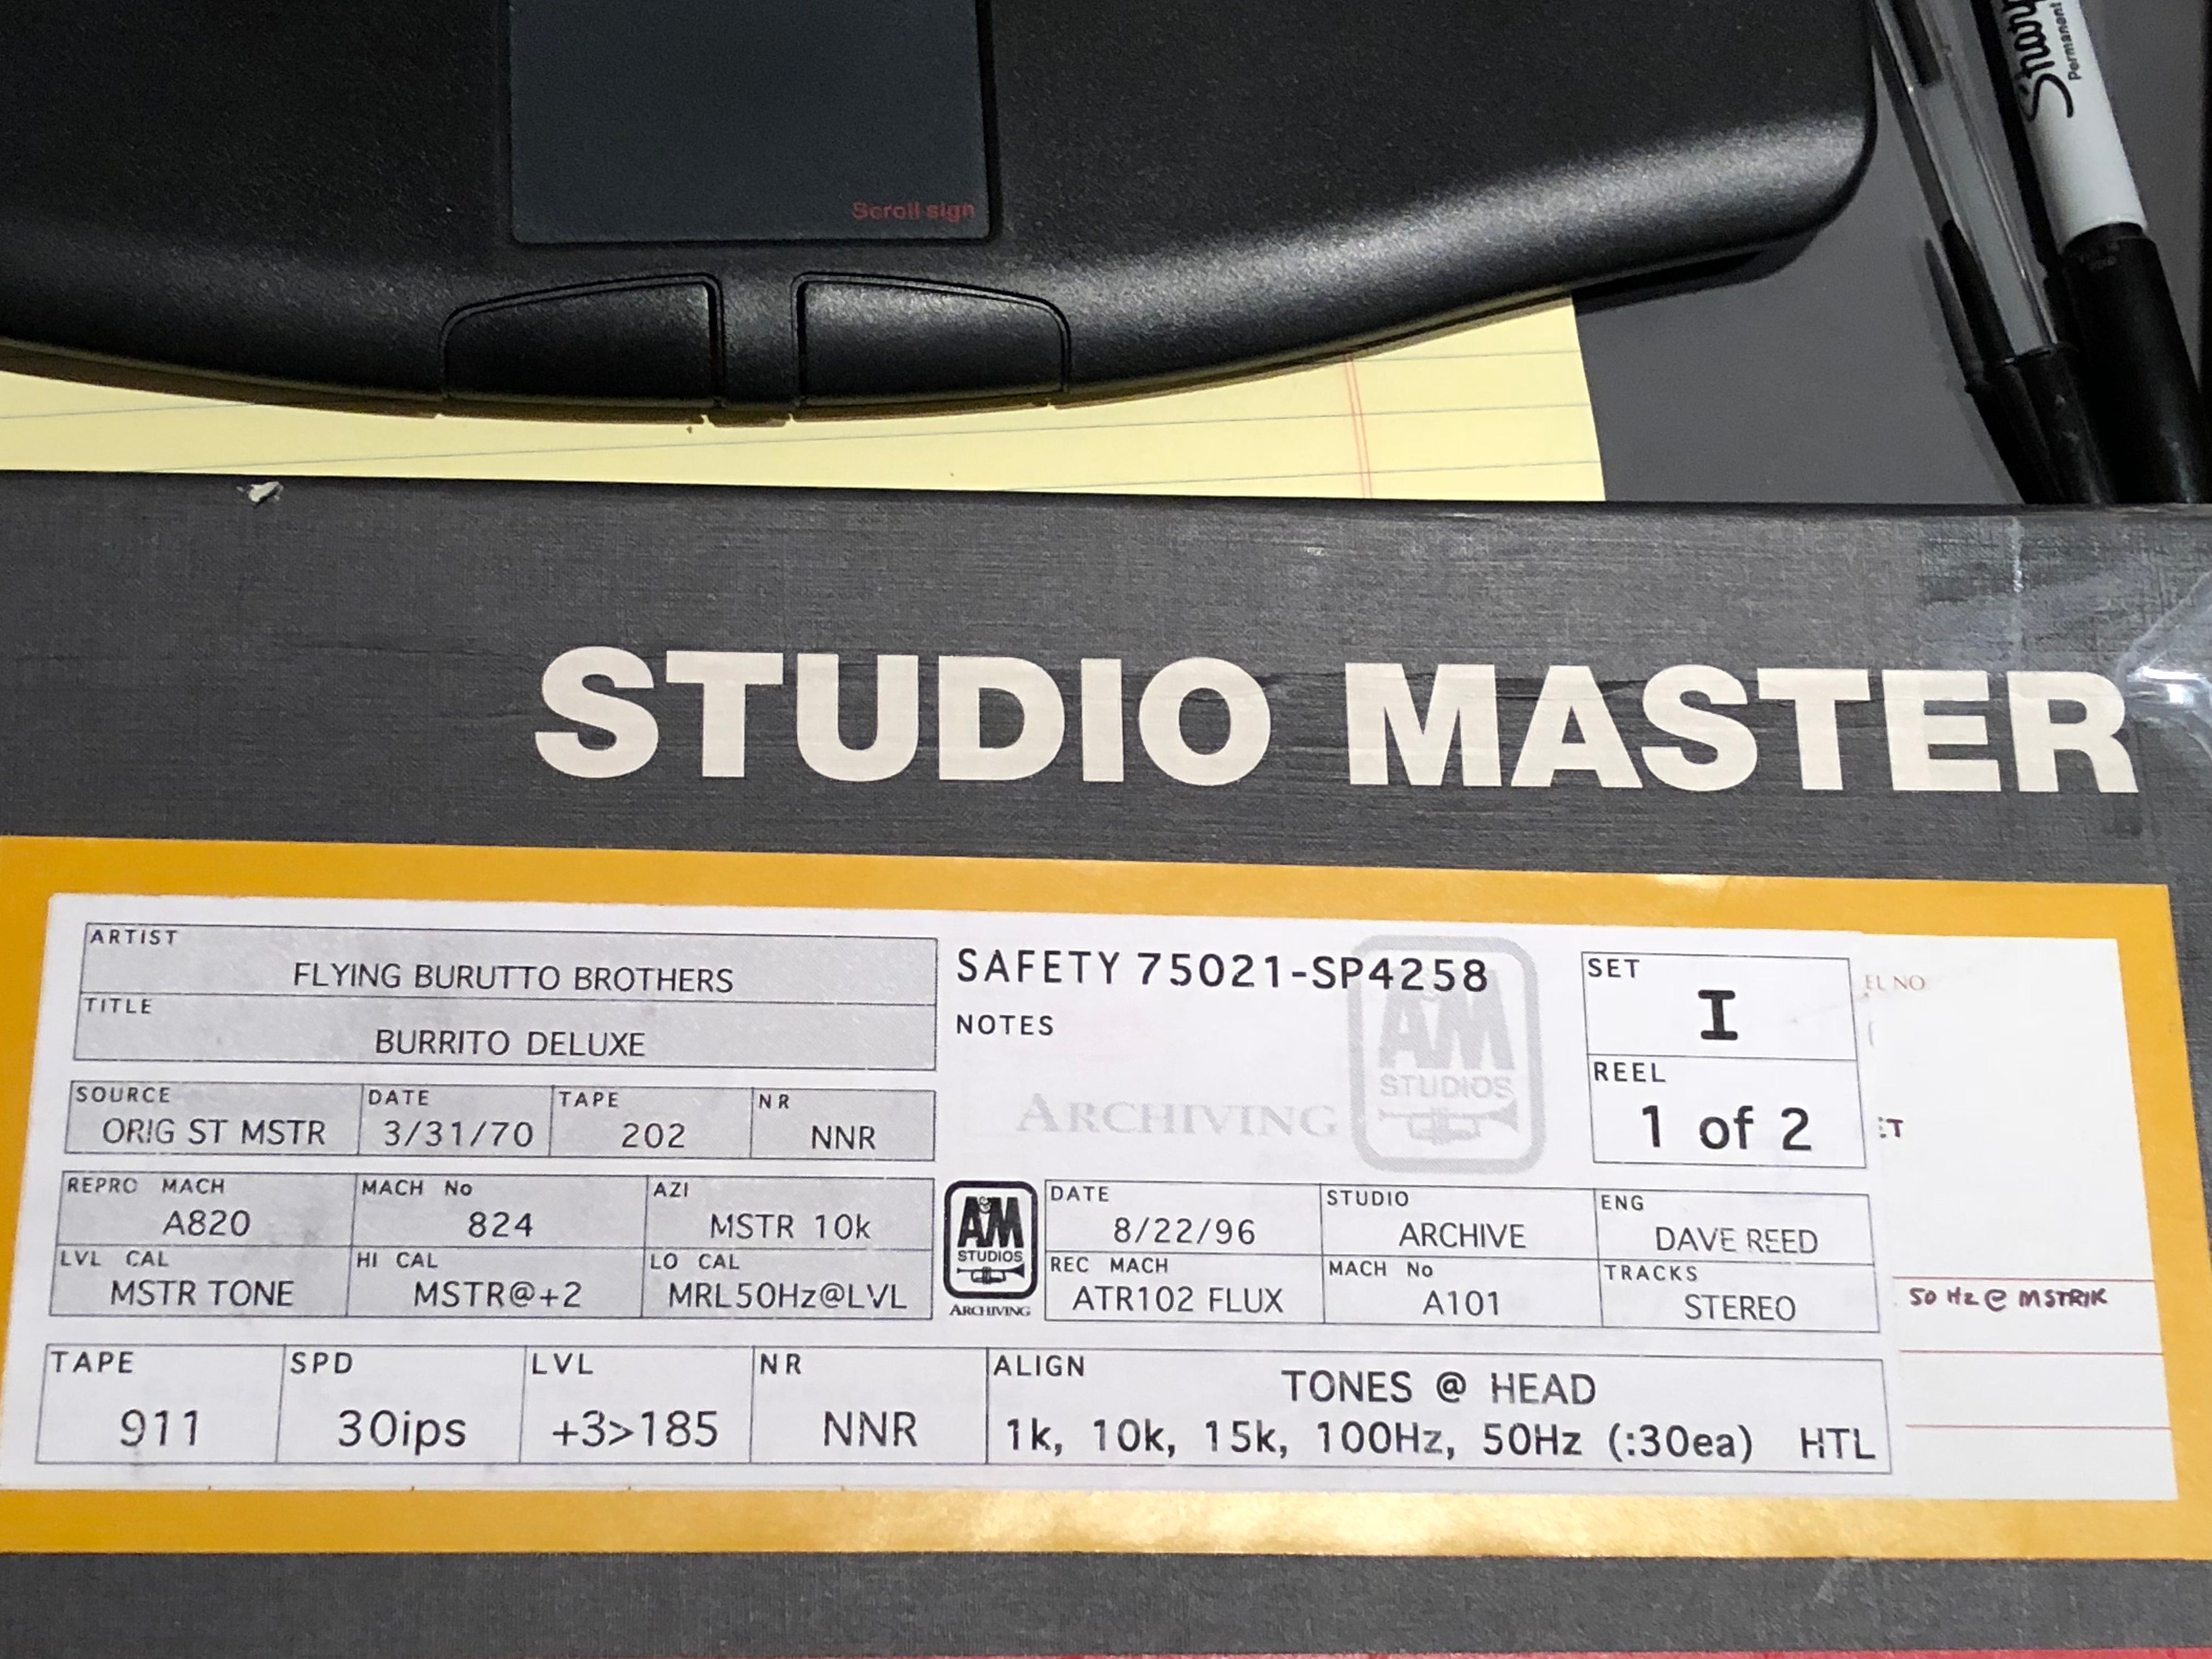 Sharp
Permanent
Scroll sign
STUDIO MASTER
ARTIST
FLYING BURUTTO BROTHERS
TITLE
BURRITO DELUXE
SAFETY 75021-SP4258
NOTES
ARCHIVING
A&M
STUDIOS
SET
I
REEL
1 of 2
EL NO
SOURCE
ORIG ST MSTR
DATE
3/31/70
TAPE
202
NR
NNR
REPRO MACH
A820
MACH No
824
AZI
MSTR 10k
LVL CAL
MSTR TONE
HI CAL
MSTR@+2
LO CAL
MRL50Hz@LVL
A&M
STUDIOS
ARCHIVING
DATE
8/22/96
STUDIO
ARCHIVE
ENG
DAVE REED
REC MACH
ATR102 FLUX
MACH No
A101
TRACKS
STEREO
50 Hz @ MSTR1K
TAPE
911
SPD
30ips
LVL
+3>185
NR
NNR
ALIGN
TONES @ HEAD
1k, 10k, 15k, 100Hz, 50Hz (:30ea) HTL